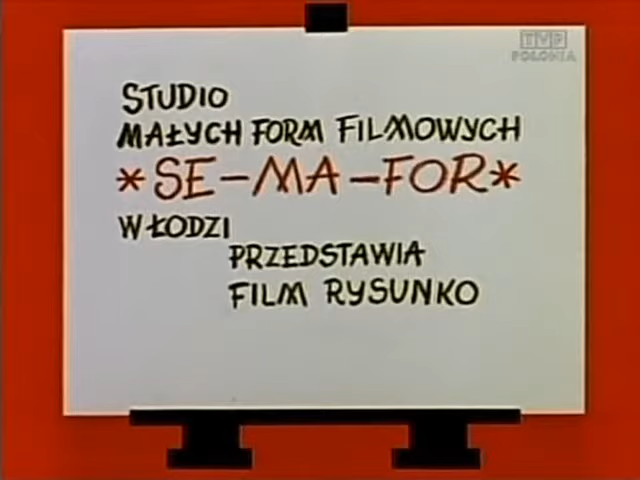 TVP
POLONIA
STUDIO
MAŁYCH FORM FILMOWYCH
*SE-MA-FOR*
W ŁODZI
PRZEDSTAWIA
FILM RYSUNKO